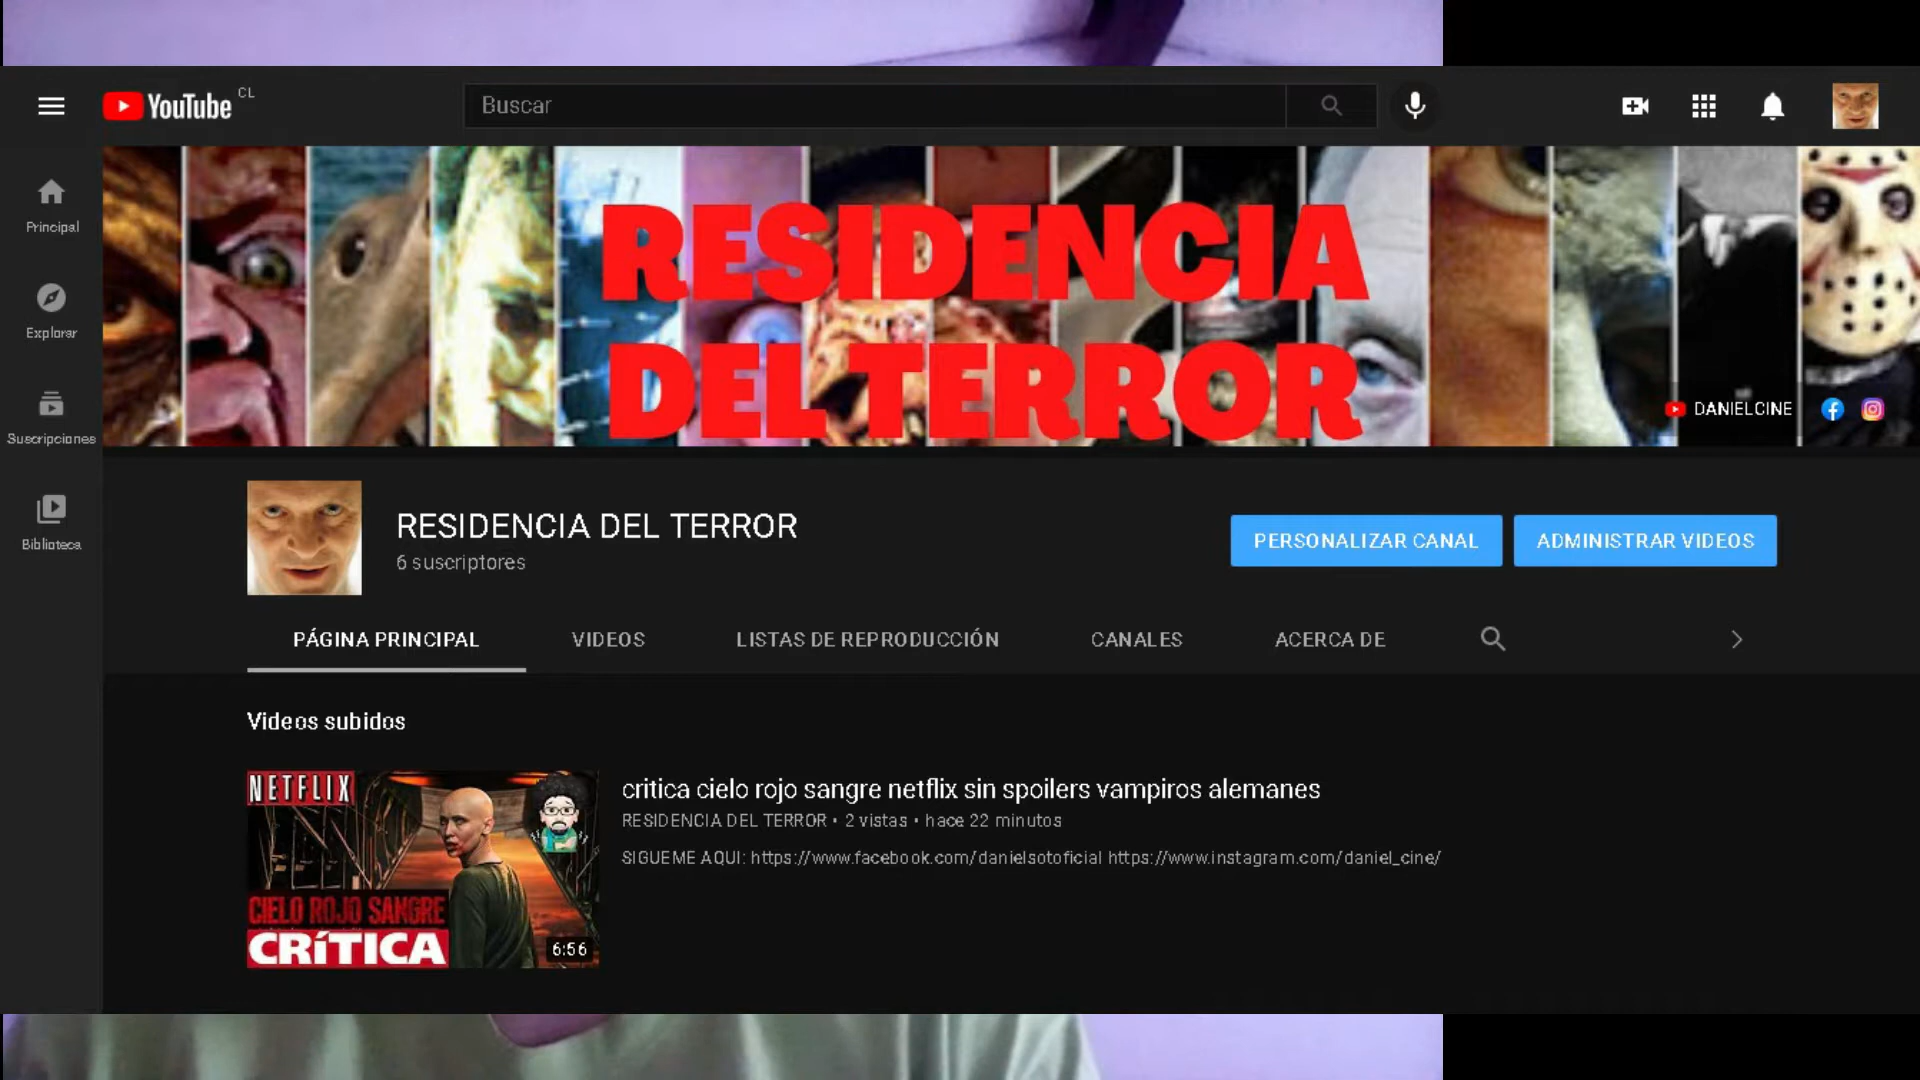 YouTube CL
Buscar
Principal
Explorar
Suscripciones
Biblioteca
RESIDENCIA
DEL TERROR
DANIELCINE
RESIDENCIA DEL TERROR
6 suscriptores
PERSONALIZAR CANAL
ADMINISTRAR VIDEOS
PÁGINA PRINCIPAL
VIDEOS
LISTAS DE REPRODUCCIÓN
CANALES
ACERCA DE
Videos subidos
NETFLIX
CIELO ROJO SANGRE
CRíTICA
6:56
critica cielo rojo sangre netflix sin spoilers vampiros alemanes
RESIDENCIA DEL TERROR • 2 vistas • hace 22 minutos
SIGUEME AQUI: https://www.facebook.com/danielsotoficial https://www.instagram.com/daniel_cine/